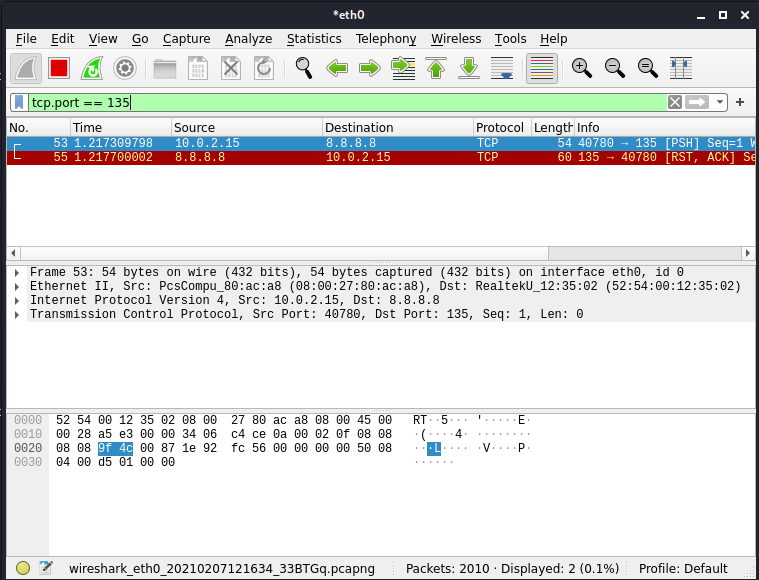 *eth0
File Edit View Go Capture Analyze Statistics Telephony Wireless Tools Help
tcp.port == 135
No. Time Source Destination Protocol Length Info
53 1.217309798 10.0.2.15 8.8.8.8 TCP 54 40780 → 135 [PSH] Seq=1 W
55 1.217700002 8.8.8.8 10.0.2.15 TCP 60 135 → 40780 [RST, ACK] Se
Frame 53: 54 bytes on wire (432 bits), 54 bytes captured (432 bits) on interface eth0, id 0
Ethernet II, Src: PcsCompu_80:ac:a8 (08:00:27:80:ac:a8), Dst: RealtekU_12:35:02 (52:54:00:12:35:02)
Internet Protocol Version 4, Src: 10.0.2.15, Dst: 8.8.8.8
Transmission Control Protocol, Src Port: 40780, Dst Port: 135, Seq: 1, Len: 0
0000 52 54 00 12 35 02 08 00 27 80 ac a8 08 00 45 00 RT··5··· '·····E·
0010 00 28 a5 e3 00 00 34 06 c4 ce 0a 00 02 0f 08 08 ·(····4· ········
0020 08 08 9f 4c 00 87 1e 92 fc 56 00 00 00 00 50 08 ···L···· ·V····P·
0030 04 00 d5 01 00 00 ······
wireshark_eth0_20210207121634_33BTGq.pcapng Packets: 2010 · Displayed: 2 (0.1%) Profile: Default